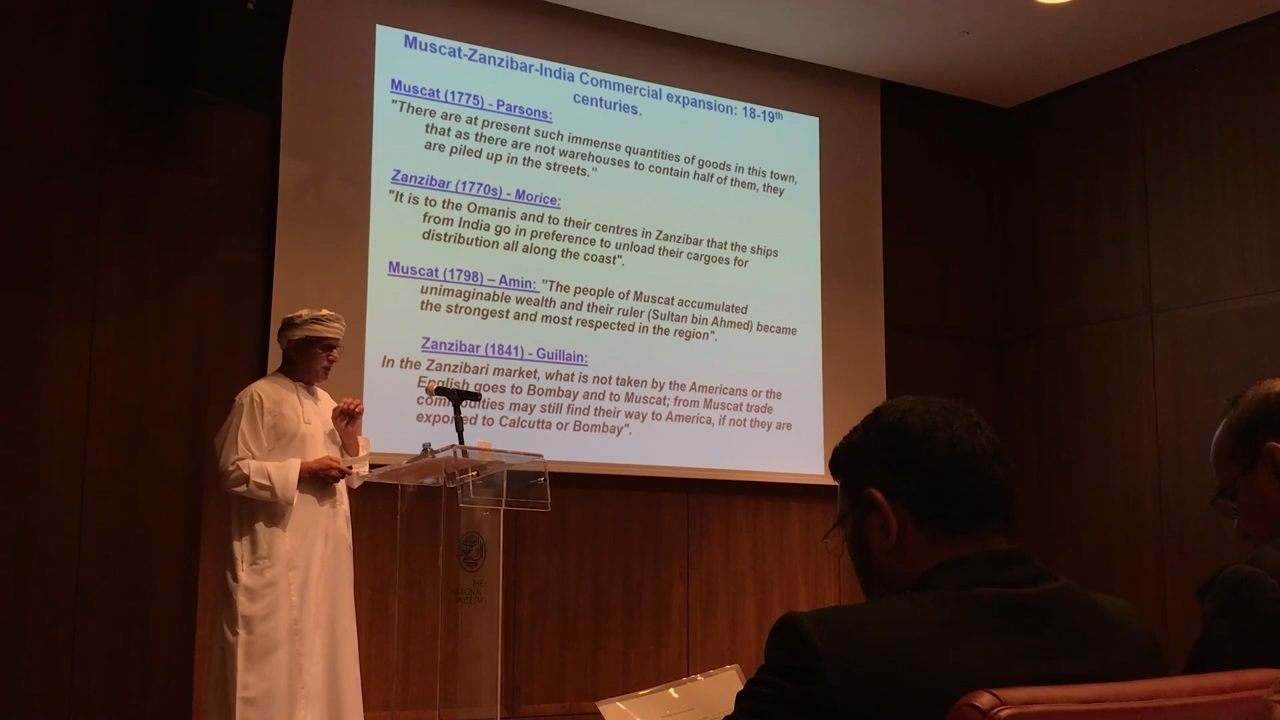 Muscat-Zanzibar-India Commercial expansion: 18-19th
centuries.
Muscat (1775) - Parsons:
"There are at present such immense quantities of goods in this town,
that as there are not warehouses to contain half of them, they
are piled up in the streets."
Zanzibar (1770s) - Morice:
"It is to the Omanis and to their centres in Zanzibar that the ships
from India go in preference to unload their cargoes for
distribution all along the coast".
Muscat (1798) – Amin: "The people of Muscat accumulated
unimaginable wealth and their ruler (Sultan bin Ahmed) became
the strongest and most respected in the region".
Zanzibar (1841) - Guillain:
In the Zanzibari market, what is not taken by the Americans or the
English goes to Bombay and to Muscat; from Muscat trade
commodities may still find their way to America, if not they are
exported to Calcutta or Bombay".
THE
NATIONAL
MUSEUM